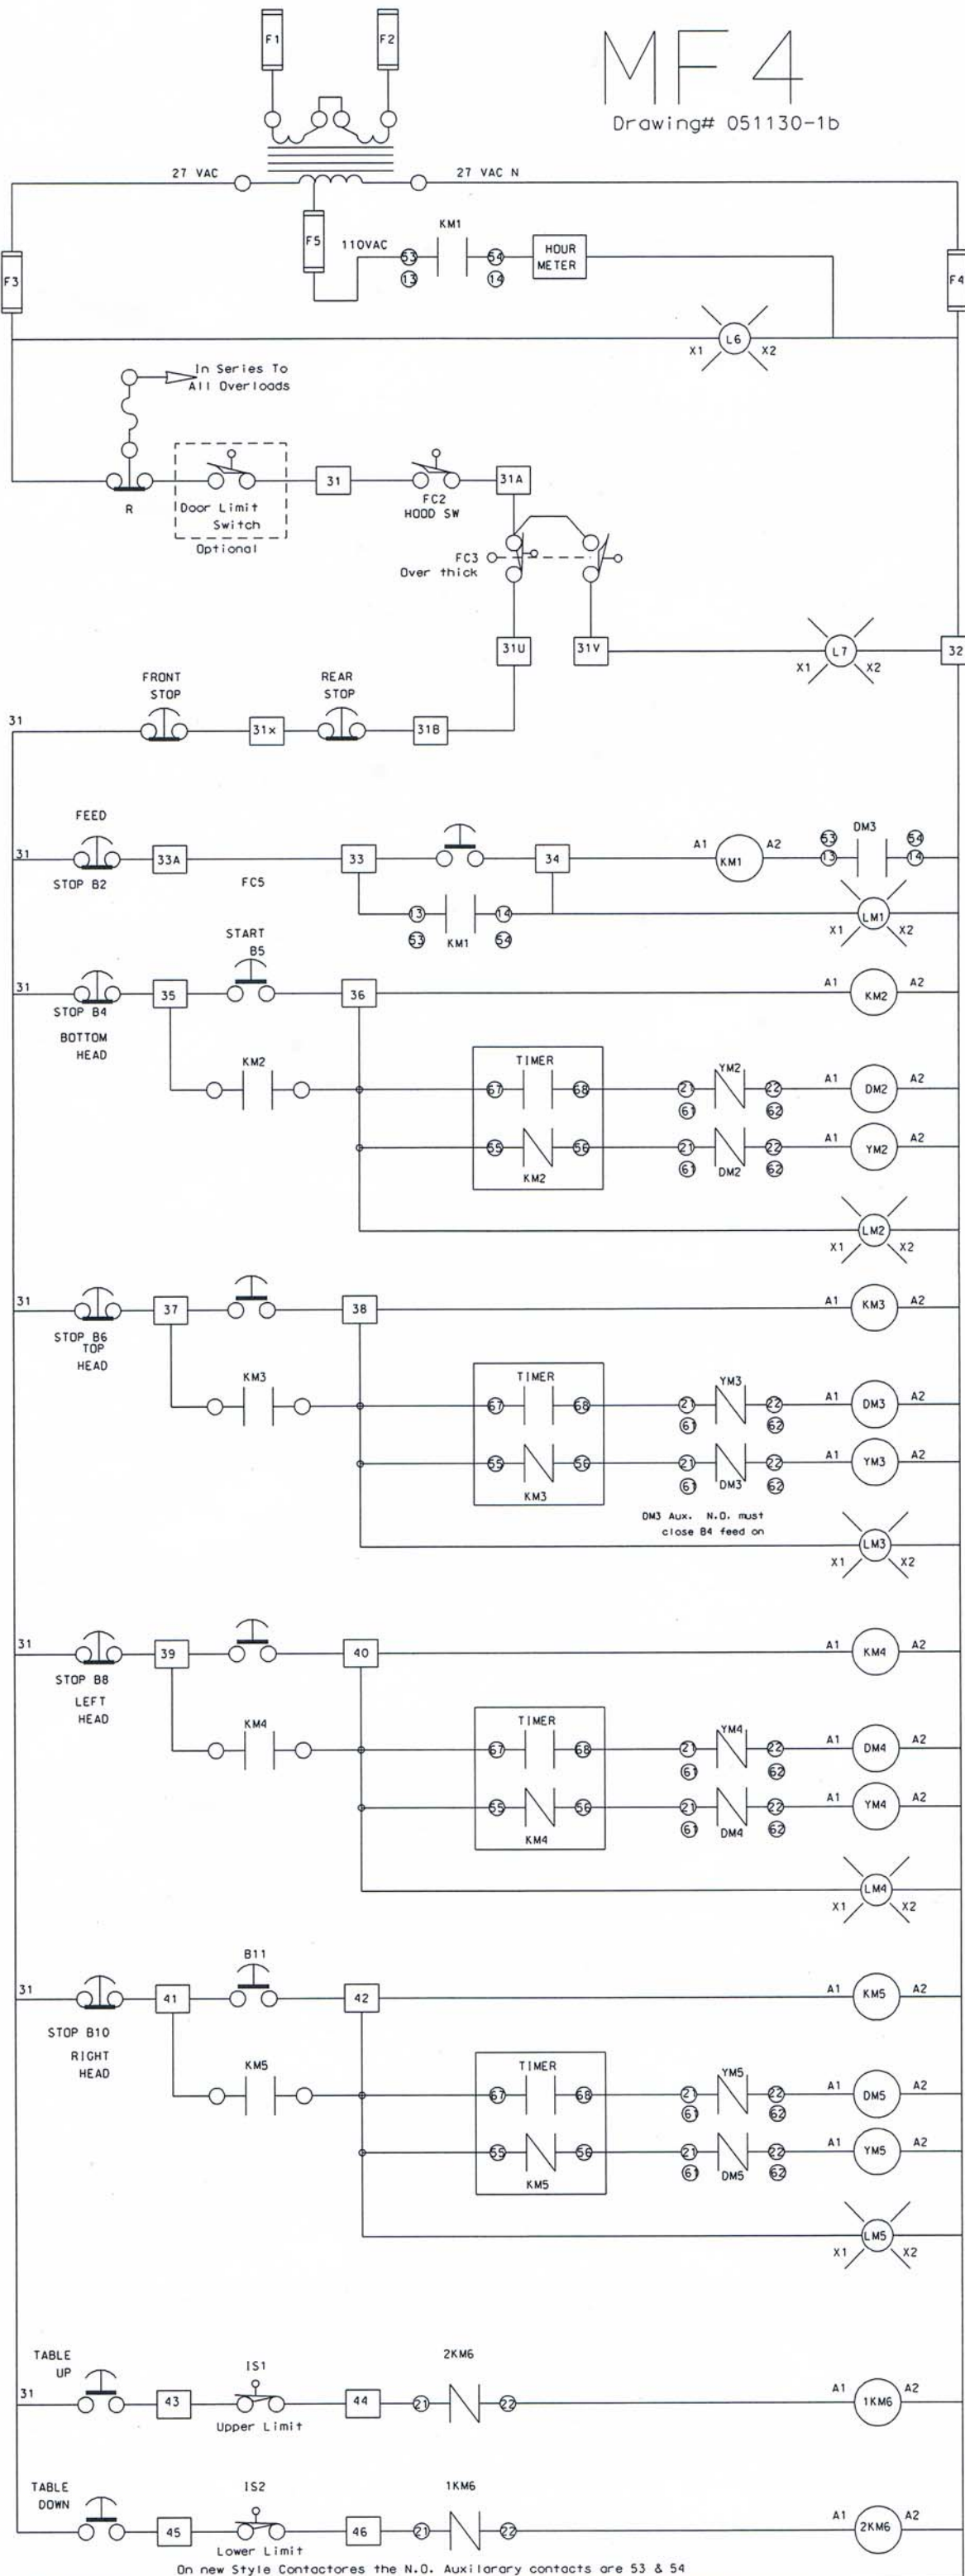 F1
F2
MF4
Drawing# 051130-1b
27 VAC
27 VAC N
F3
F5
110VAC
KM1
53
54
13
14
HOUR
METER
F4
L6
X1
X2
In Series To
All Overloads
R
Door Limit
Switch
Optional
31
FC2
HOOD SW
31A
FC3
Over thick
31U
31V
L7
X1
X2
32
FRONT
STOP
REAR
STOP
31
31x
31B
FEED
31
STOP B2
33A
FC5
33
34
A1
KM1
A2
DM3
53
54
13
14
13
14
53
KM1
54
LM1
X1
X2
START
B5
31
STOP B4
35
36
A1
KM2
A2
BOTTOM
HEAD
KM2
TIMER
67
68
YM2
21
22
61
62
A1
DM2
A2
55
56
KM2
21
22
61
DM2
62
A1
YM2
A2
LM2
X1
X2
31
STOP B6
TOP
HEAD
37
38
A1
KM3
A2
KM3
TIMER
67
68
YM3
21
22
61
62
A1
DM3
A2
55
56
KM3
21
22
61
DM3
62
A1
YM3
A2
DM3 Aux. N.O. must
close B4 feed on
LM3
X1
X2
31
STOP B8
LEFT
HEAD
39
40
A1
KM4
A2
KM4
TIMER
67
68
YM4
21
22
61
62
A1
DM4
A2
55
56
KM4
21
22
61
DM4
62
A1
YM4
A2
LM4
X1
X2
B11
31
STOP B10
RIGHT
HEAD
41
42
A1
KM5
A2
KM5
TIMER
67
68
YM5
21
22
61
62
A1
DM5
A2
55
56
KM5
21
22
61
DM5
62
A1
YM5
A2
LM5
X1
X2
TABLE
UP
31
43
IS1
Upper Limit
44
2KM6
21
22
A1
1KM6
A2
TABLE
DOWN
45
IS2
Lower Limit
46
1KM6
21
22
A1
2KM6
A2
On new Style Contactores the N.O. Auxilarary contacts are 53 & 54